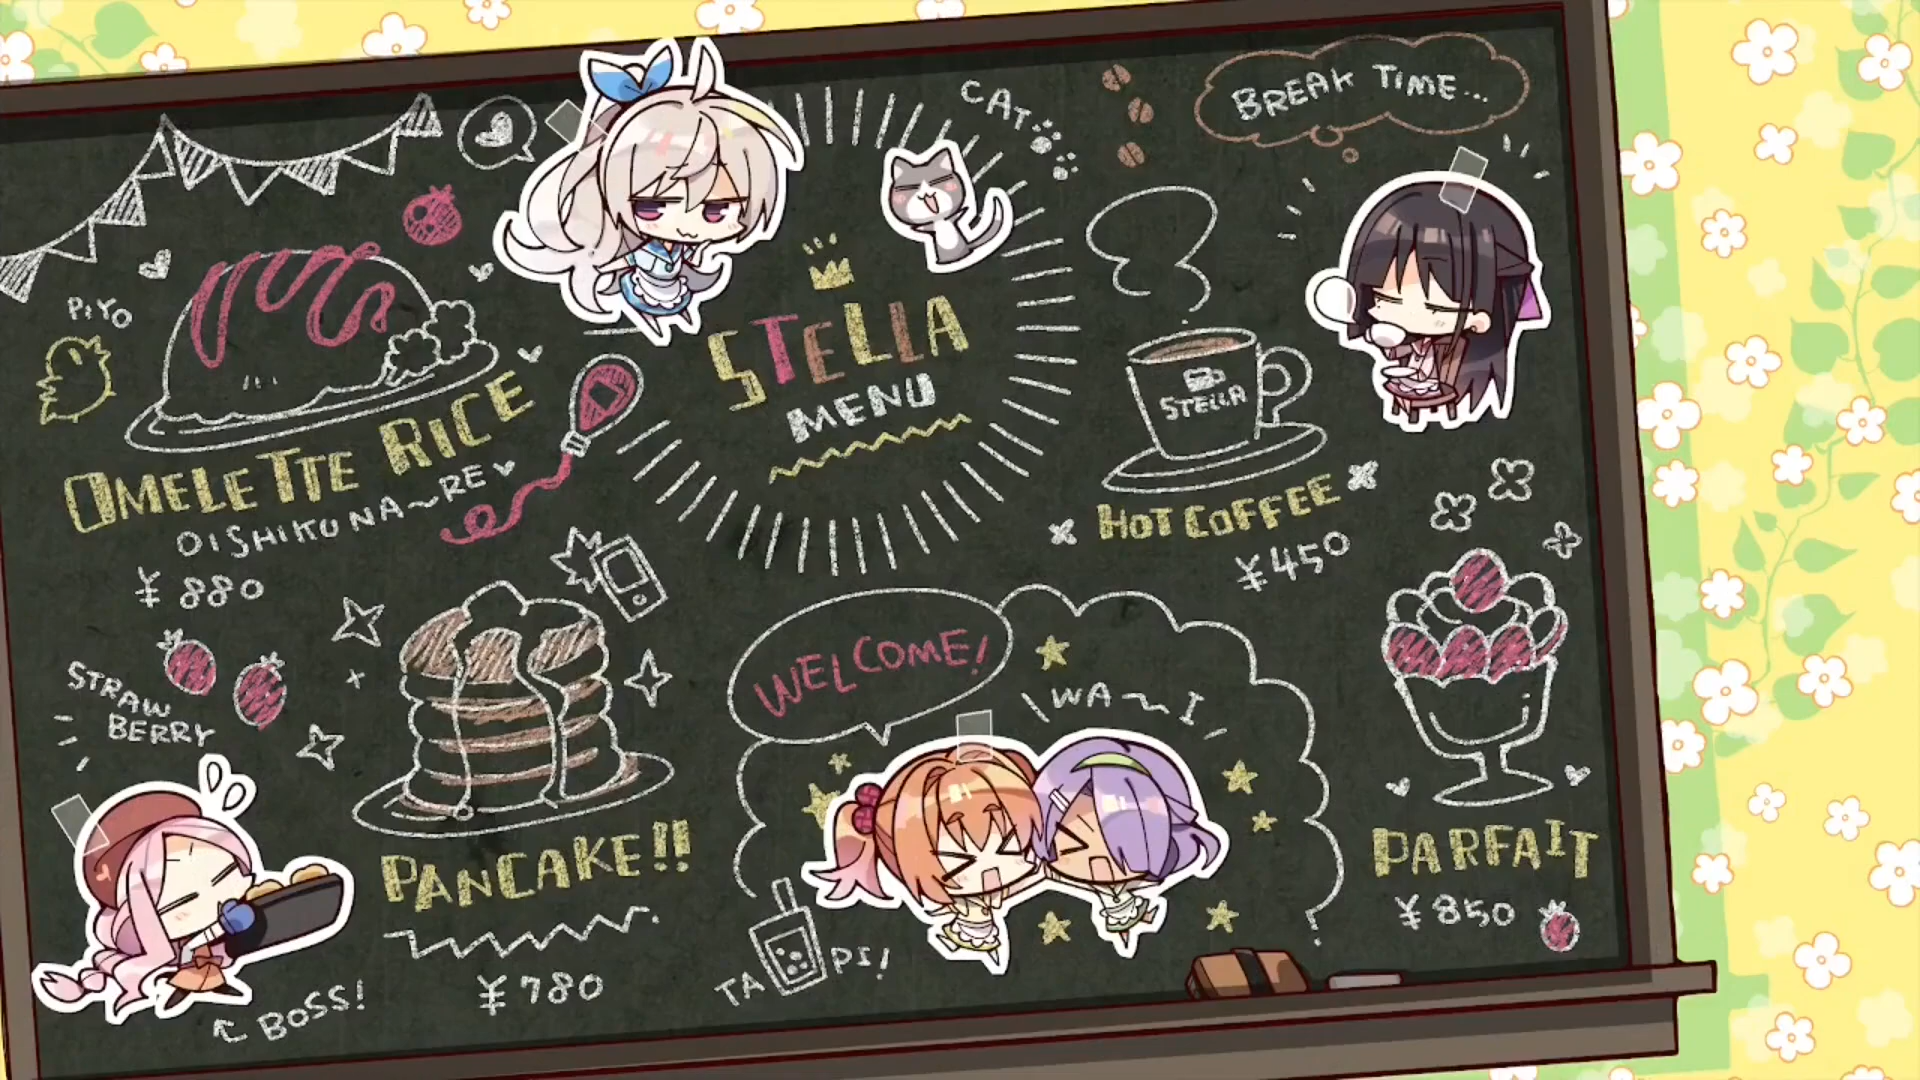 CAT
BREAK TIME...
PiYO
STELLA
MENU
STELLA
OMELETTE RICE
OISHIKUNA~RE♥
¥880
HOT COFFEE
¥450
STRAW
BERRY
WELCOME!
\WA~I
PANCAKE!!
¥780
PARFAIT
¥850
TA PI!
BOSS!